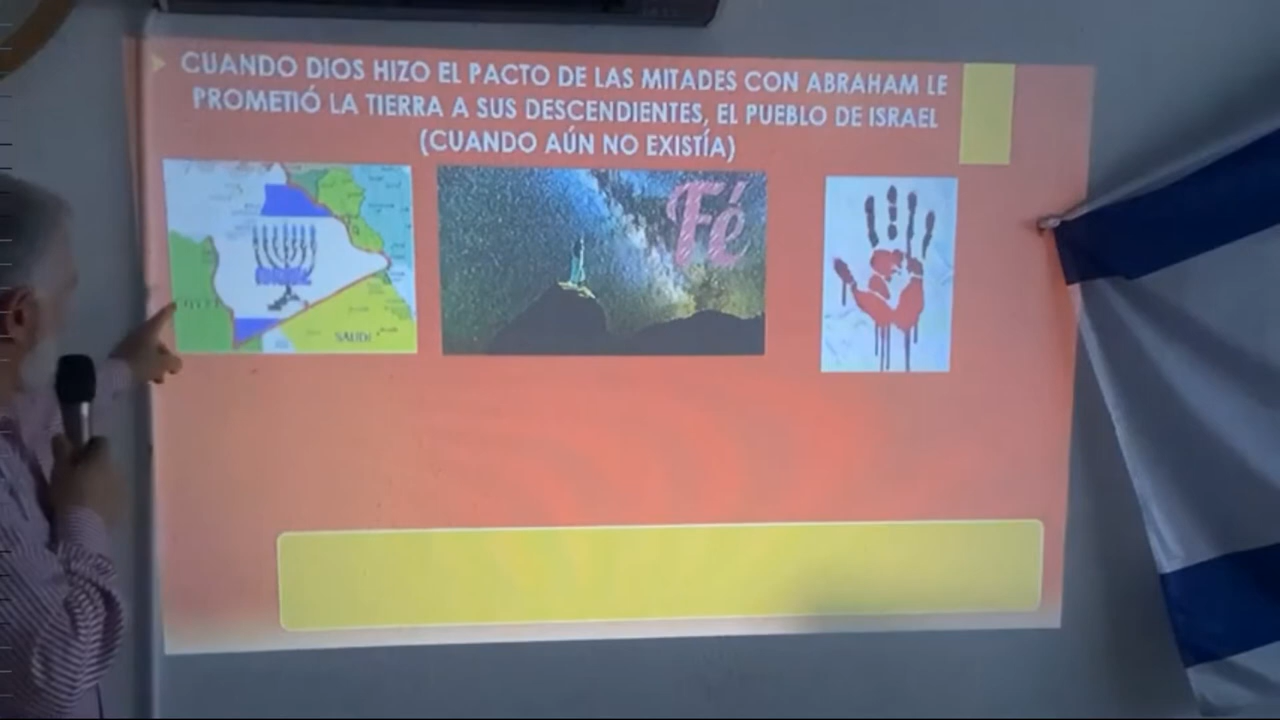 CUANDO DIOS HIZO EL PACTO DE LAS MITADES CON ABRAHAM LE
PROMETIÓ LA TIERRA A SUS DESCENDIENTES, EL PUEBLO DE ISRAEL
(CUANDO AÚN NO EXISTÍA)
Fé
SAUDI